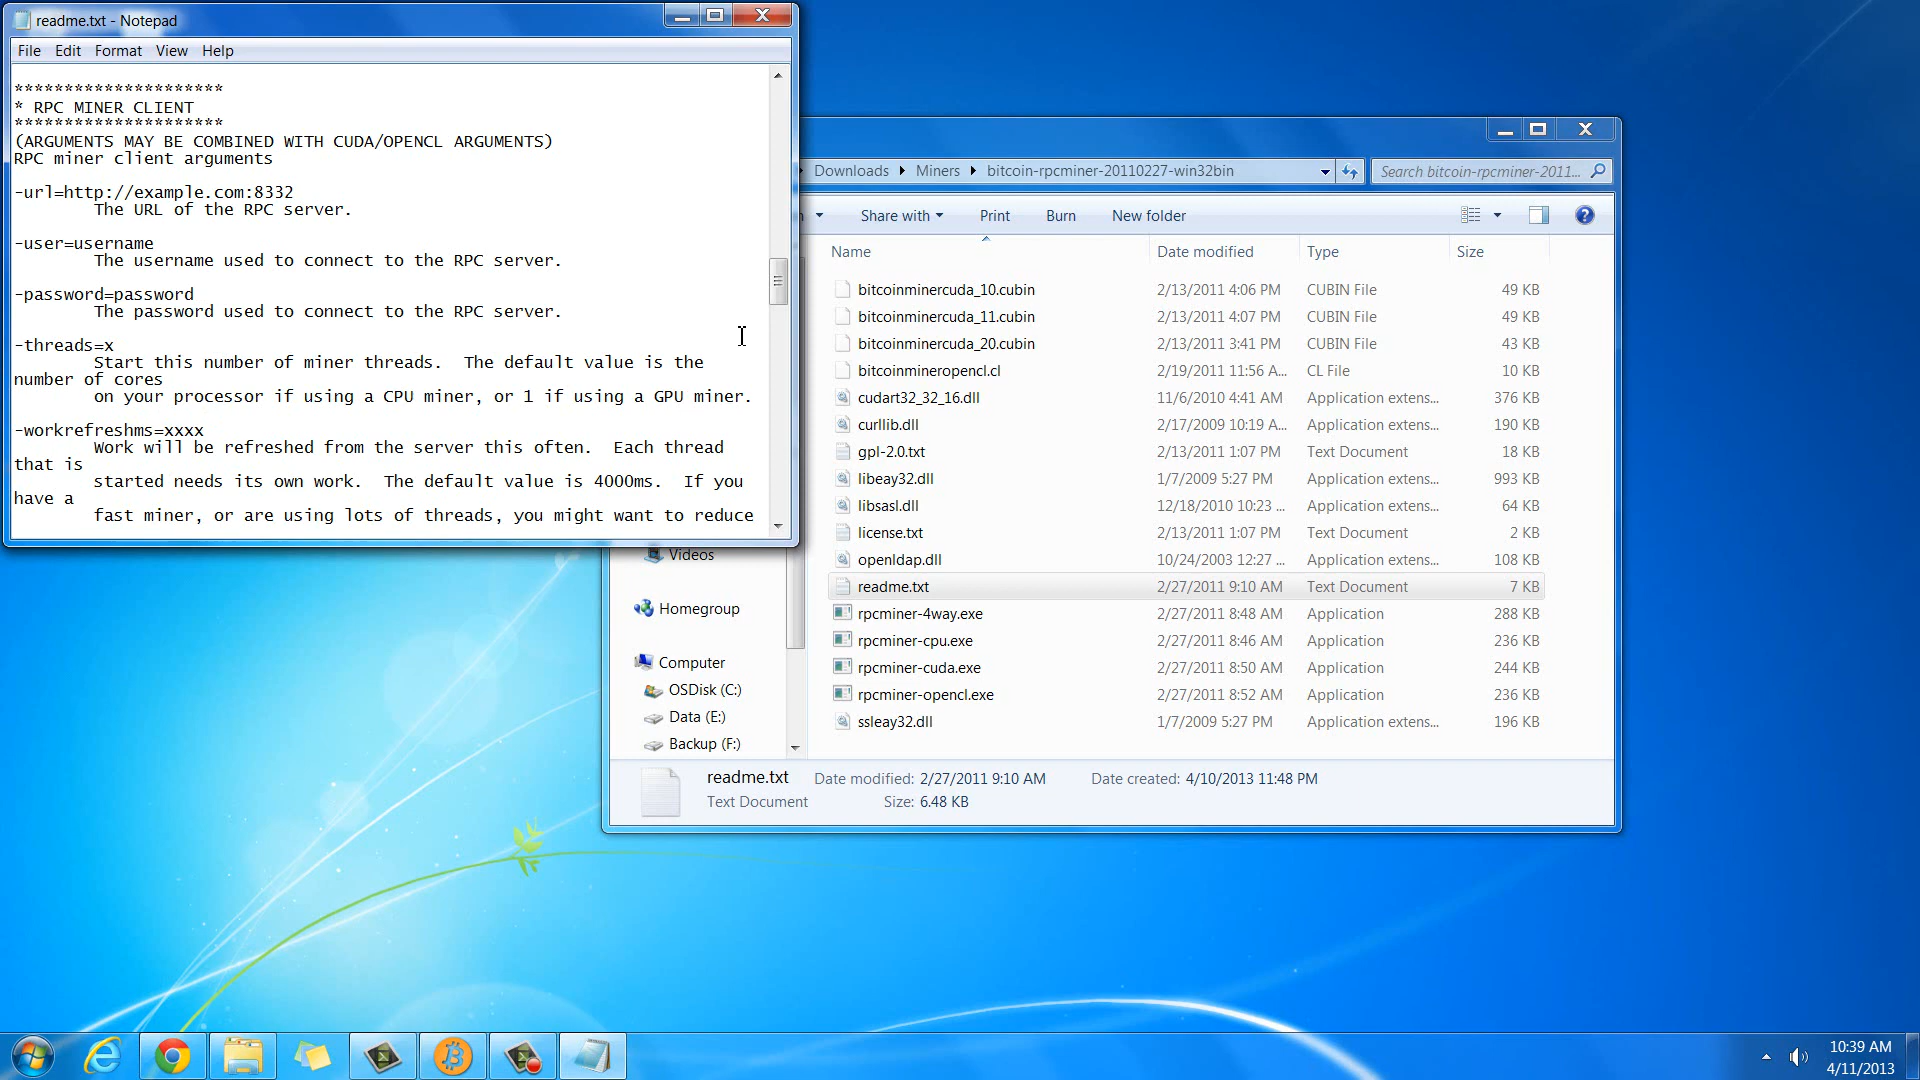 readme.txt - Notepad
File Edit Format View Help
*********************
* RPC MINER CLIENT
*********************
(ARGUMENTS MAY BE COMBINED WITH CUDA/OPENCL ARGUMENTS)
RPC miner client arguments
-url=http://example.com:8332
The URL of the RPC server.
-user=username
The username used to connect to the RPC server.
-password=password
The password used to connect to the RPC server.
-threads=x
Start this number of miner threads.  The default value is the
number of cores
on your processor if using a CPU miner, or 1 if using a GPU miner.
-workrefreshms=xxxx
Work will be refreshed from the server this often.  Each thread
that is
started needs its own work.  The default value is 4000ms.  If you
have a
fast miner, or are using lots of threads, you might want to reduce
Downloads Miners bitcoin-rpcminer-20110227-win32bin
Search bitcoin-rpcminer-2011...
Share with Print Burn New folder
Name Date modified Type Size
bitcoinminercuda_10.cubin 2/13/2011 4:06 PM CUBIN File 49 KB
bitcoinminercuda_11.cubin 2/13/2011 4:07 PM CUBIN File 49 KB
bitcoinminercuda_20.cubin 2/13/2011 3:41 PM CUBIN File 43 KB
bitcoinmineropencl.cl 2/19/2011 11:56 A... CL File 10 KB
cudart32_32_16.dll 11/6/2010 4:41 AM Application extens... 376 KB
curllib.dll 2/17/2009 10:19 A... Application extens... 190 KB
gpl-2.0.txt 2/13/2011 1:07 PM Text Document 18 KB
libeay32.dll 1/7/2009 5:27 PM Application extens... 993 KB
libsasl.dll 12/18/2010 10:23 ... Application extens... 64 KB
license.txt 2/13/2011 1:07 PM Text Document 2 KB
openldap.dll 10/24/2003 12:27 ... Application extens... 108 KB
readme.txt 2/27/2011 9:10 AM Text Document 7 KB
rpcminer-4way.exe 2/27/2011 8:48 AM Application 288 KB
rpcminer-cpu.exe 2/27/2011 8:46 AM Application 236 KB
rpcminer-cuda.exe 2/27/2011 8:50 AM Application 244 KB
rpcminer-opencl.exe 2/27/2011 8:52 AM Application 236 KB
ssleay32.dll 1/7/2009 5:27 PM Application extens... 196 KB
Videos
Homegroup
Computer
OSDisk (C:)
Data (E:)
Backup (F:)
readme.txt Date modified: 2/27/2011 9:10 AM Date created: 4/10/2013 11:48 PM
Text Document Size: 6.48 KB
10:39 AM
4/11/2013